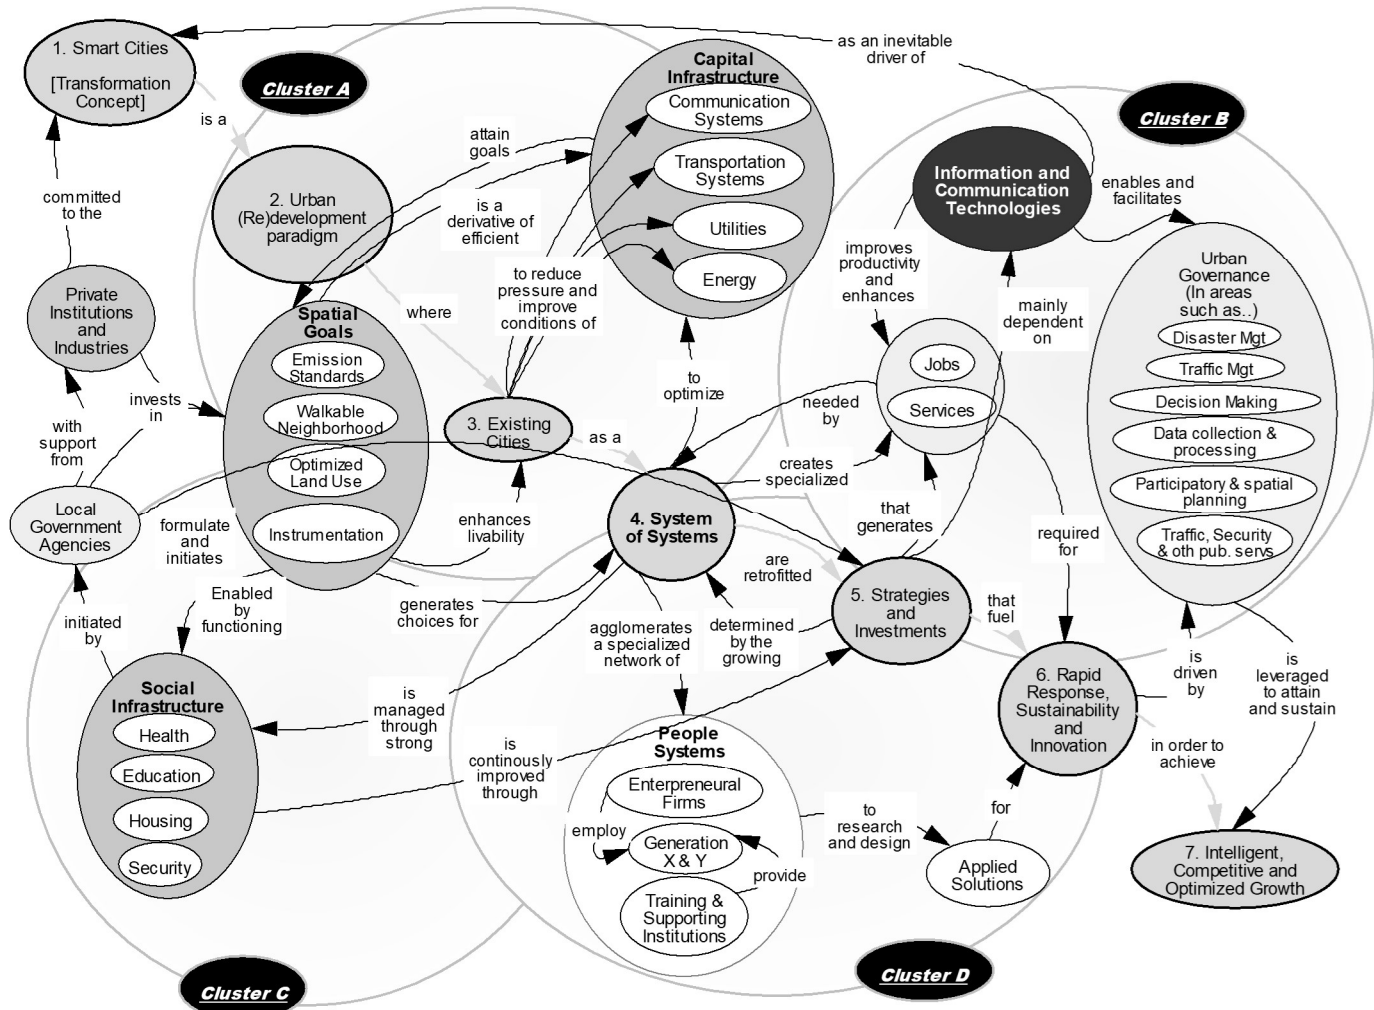 1. Smart Cities
[Transformation
Concept]
Cluster A
is a
2. Urban
(Re)development
paradigm
committed
to the
Private
Institutions
and
Industries
invests
in
with
support
from
Local
Government
Agencies
initiated
by
formulate
and
initiates
where
attain
goals
is a
derivative of
efficient
to reduce
pressure and
improve
conditions of
Capital
Infrastructure
Communication
Systems
Transportation
Systems
Utilities
Energy
to
optimize
as an inevitable
driver of
Cluster B
Information and
Communication
Technologies
enables and
facilitates
improves
productivity
and
enhances
mainly
dependent
on
Urban
Governance
(In areas
such as..)
Disaster Mgt
Traffic Mgt
Decision Making
Data collection &
processing
Participatory & spatial
planning
Traffic, Security
& oth pub. servs
Jobs
Services
needed
by
creates
specialized
that
generates
required
for
Spatial
Goals
Emission
Standards
Walkable
Neighborhood
Optimized
Land Use
Instrumentation
3. Existing
Cities
as a
enhances
livability
generates
choices for
Enabled
by
functioning
4. System
of Systems
are
retrofitted
determined
by the
growing
5. Strategies
and
Investments
that
fuel
agglomerates
a specialized
network of
is
managed
through
strong
is
continously
improved
through
Social
Infrastructure
Health
Education
Housing
Security
Cluster C
People
Systems
Enterpreneural
Firms
employ
Generation
X & Y
provide
Training &
Supporting
Institutions
to
research
and design
Applied
Solutions
for
6. Rapid
Response,
Sustainability
and
Innovation
is
driven
by
is
leveraged
to attain
and sustain
in order to
achieve
7. Intelligent,
Competitive and
Optimized Growth
Cluster D